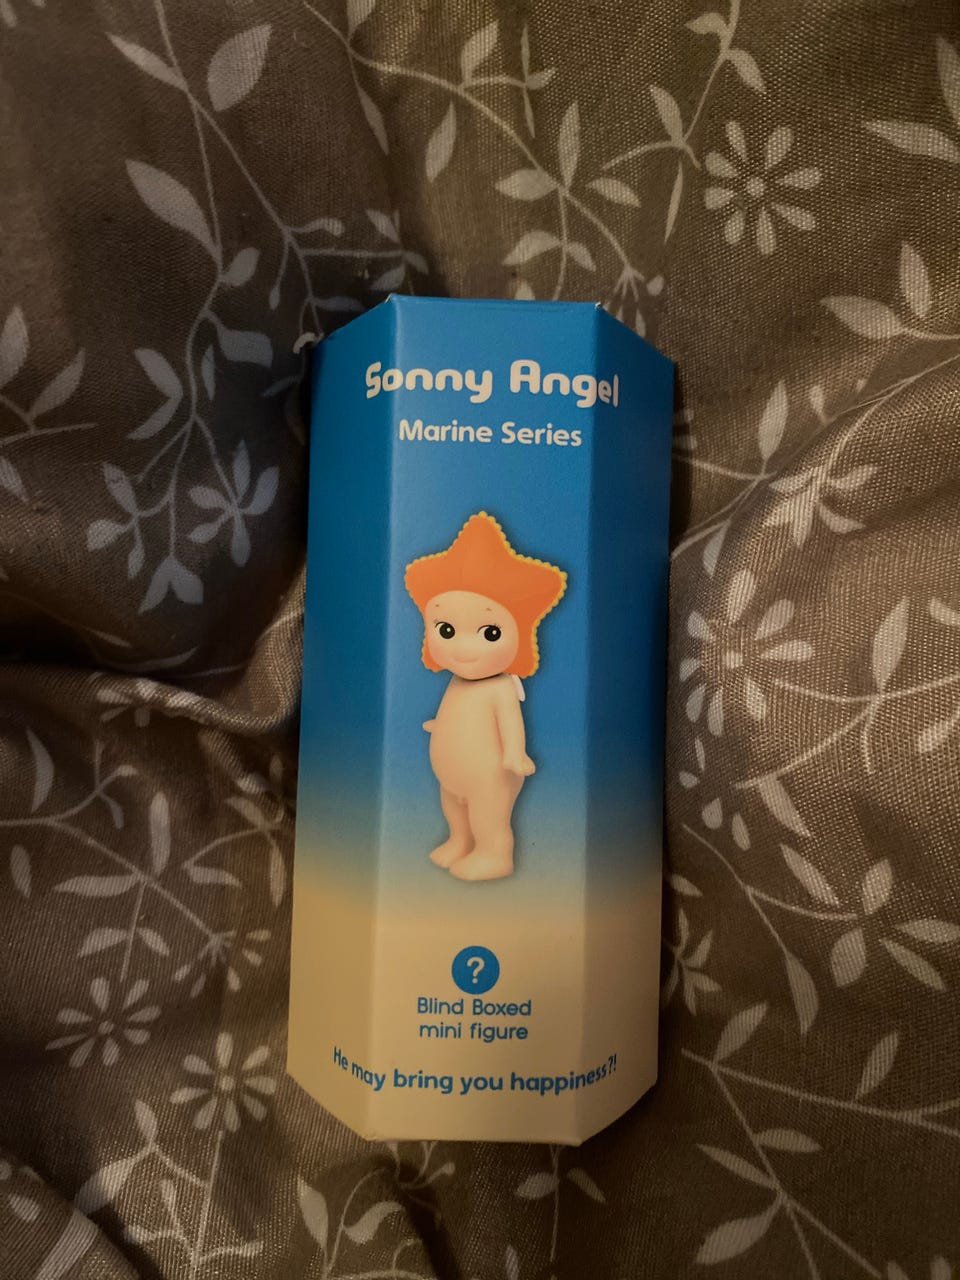 Sonny Angel
Marine Series
?
Blind Boxed
mini figure
He may bring you happiness?!